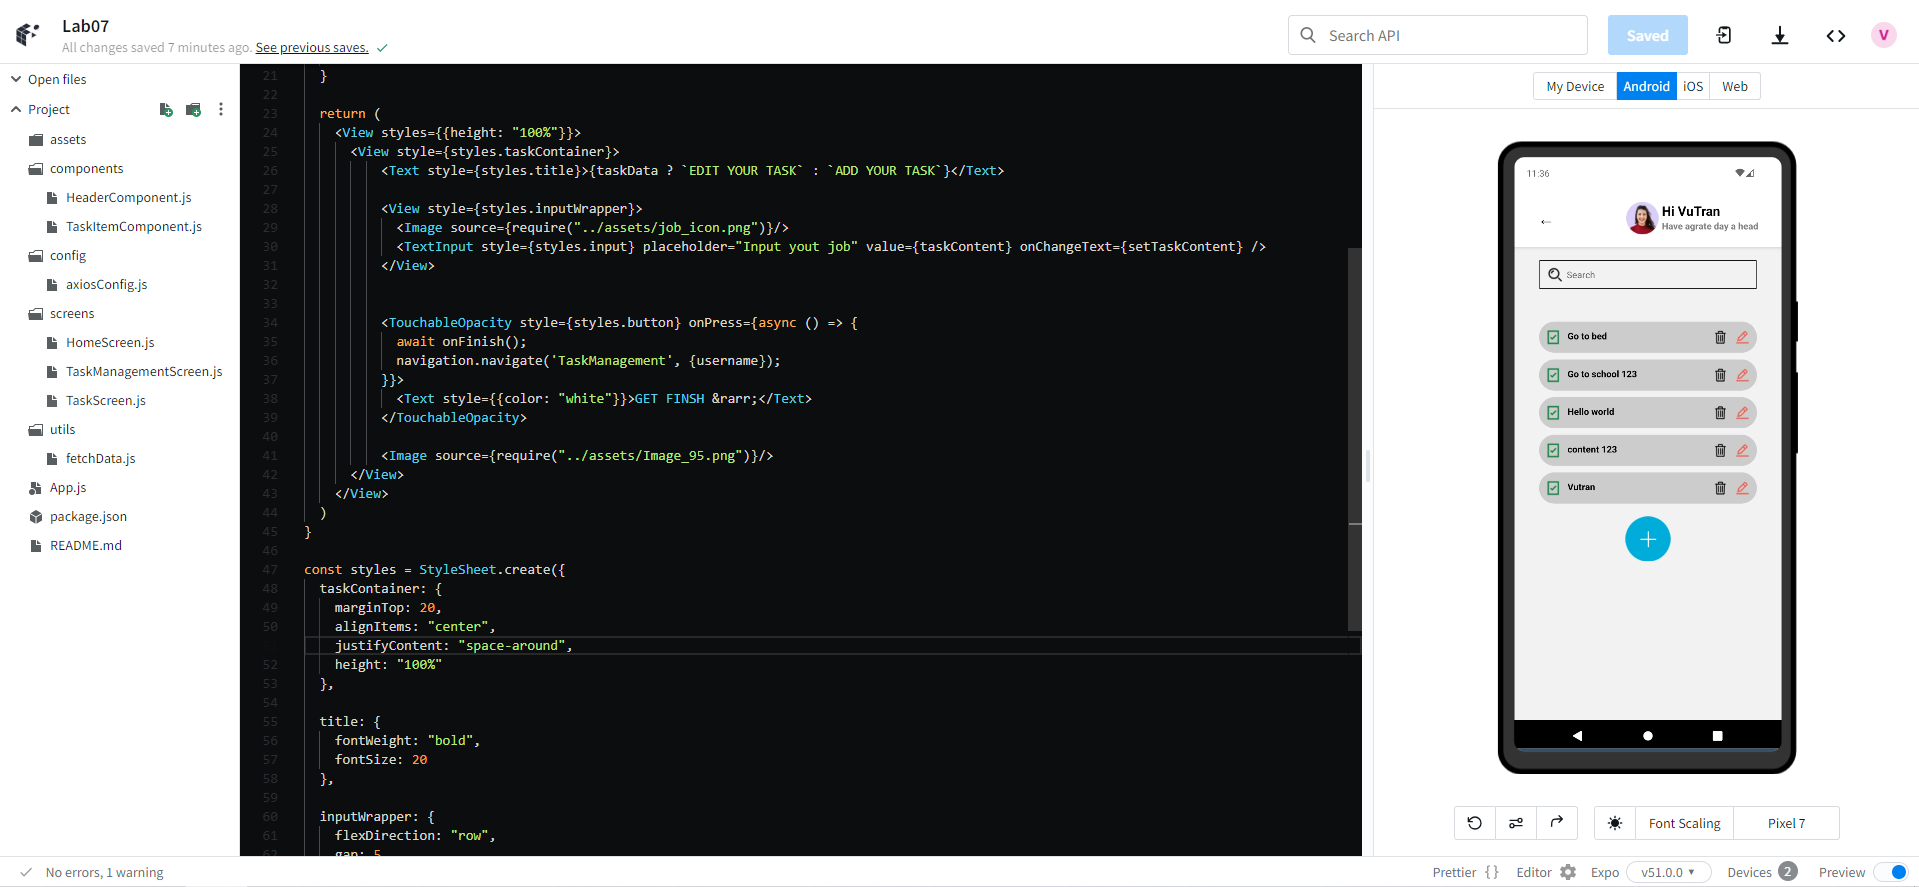 Lab07
All changes saved 7 minutes ago. See previous saves.
Search API
Saved
V
Open files
Project
assets
components
HeaderComponent.js
TaskItemComponent.js
config
axiosConfig.js
screens
HomeScreen.js
TaskManagementScreen.js
TaskScreen.js
utils
fetchData.js
App.js
package.json
README.md
21 }
22
23 return (
24 <View styles={{height: "100%"}}>
25 <View style={styles.taskContainer}>
26 <Text style={styles.title}>{taskData ? `EDIT YOUR TASK` : `ADD YOUR TASK`}</Text>
27
28 <View style={styles.inputWrapper}>
29 <Image source={require("../assets/job_icon.png")}/>
30 <TextInput style={styles.input} placeholder="Input yout job" value={taskContent} onChangeText={setTaskContent} />
31 </View>
32
33
34 <TouchableOpacity style={styles.button} onPress={async () => {
35 await onFinish();
36 navigation.navigate('TaskManagement', {username});
37 }}>
38 <Text style={{color: "white"}}>GET FINSH &rarr;</Text>
39 </TouchableOpacity>
40
41 <Image source={require("../assets/Image_95.png")}/>
42 </View>
43 </View>
44 )
45 }
46
47 const styles = StyleSheet.create({
48 taskContainer: {
49 marginTop: 20,
50 alignItems: "center",
justifyContent: "space-around",
52 height: "100%"
53 },
54
55 title: {
56 fontWeight: "bold",
57 fontSize: 20
58 },
59
60 inputWrapper: {
61 flexDirection: "row",
62 gap: 5
My Device
Android
iOS
Web
11:36
←
Hi VuTran
Have agrate day a head
Search
Go to bed
Go to school 123
Hello world
content 123
Vutran
Font Scaling
Pixel 7
No errors, 1 warning
Prettier {}
Editor
Expo
v51.0.0
Devices 2
Preview